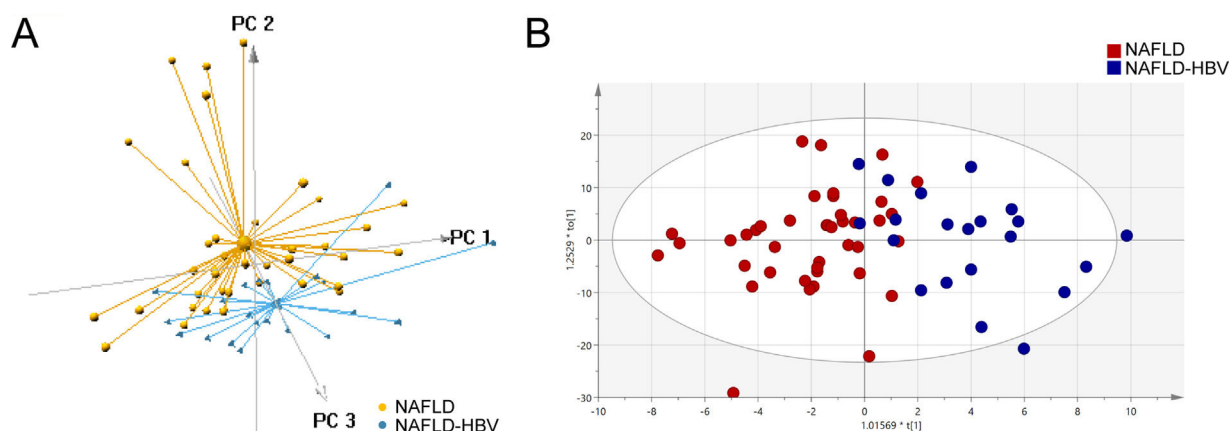 A
PC 2
PC 1
PC 3
NAFLD
NAFLD-HBV
B
NAFLD
NAFLD-HBV
1.2529 * to[1]
20
10
0
-10
-20
-30
-10 -8 -6 -4 -2 0 2 4 6 8 10
1.01569 * t[1]